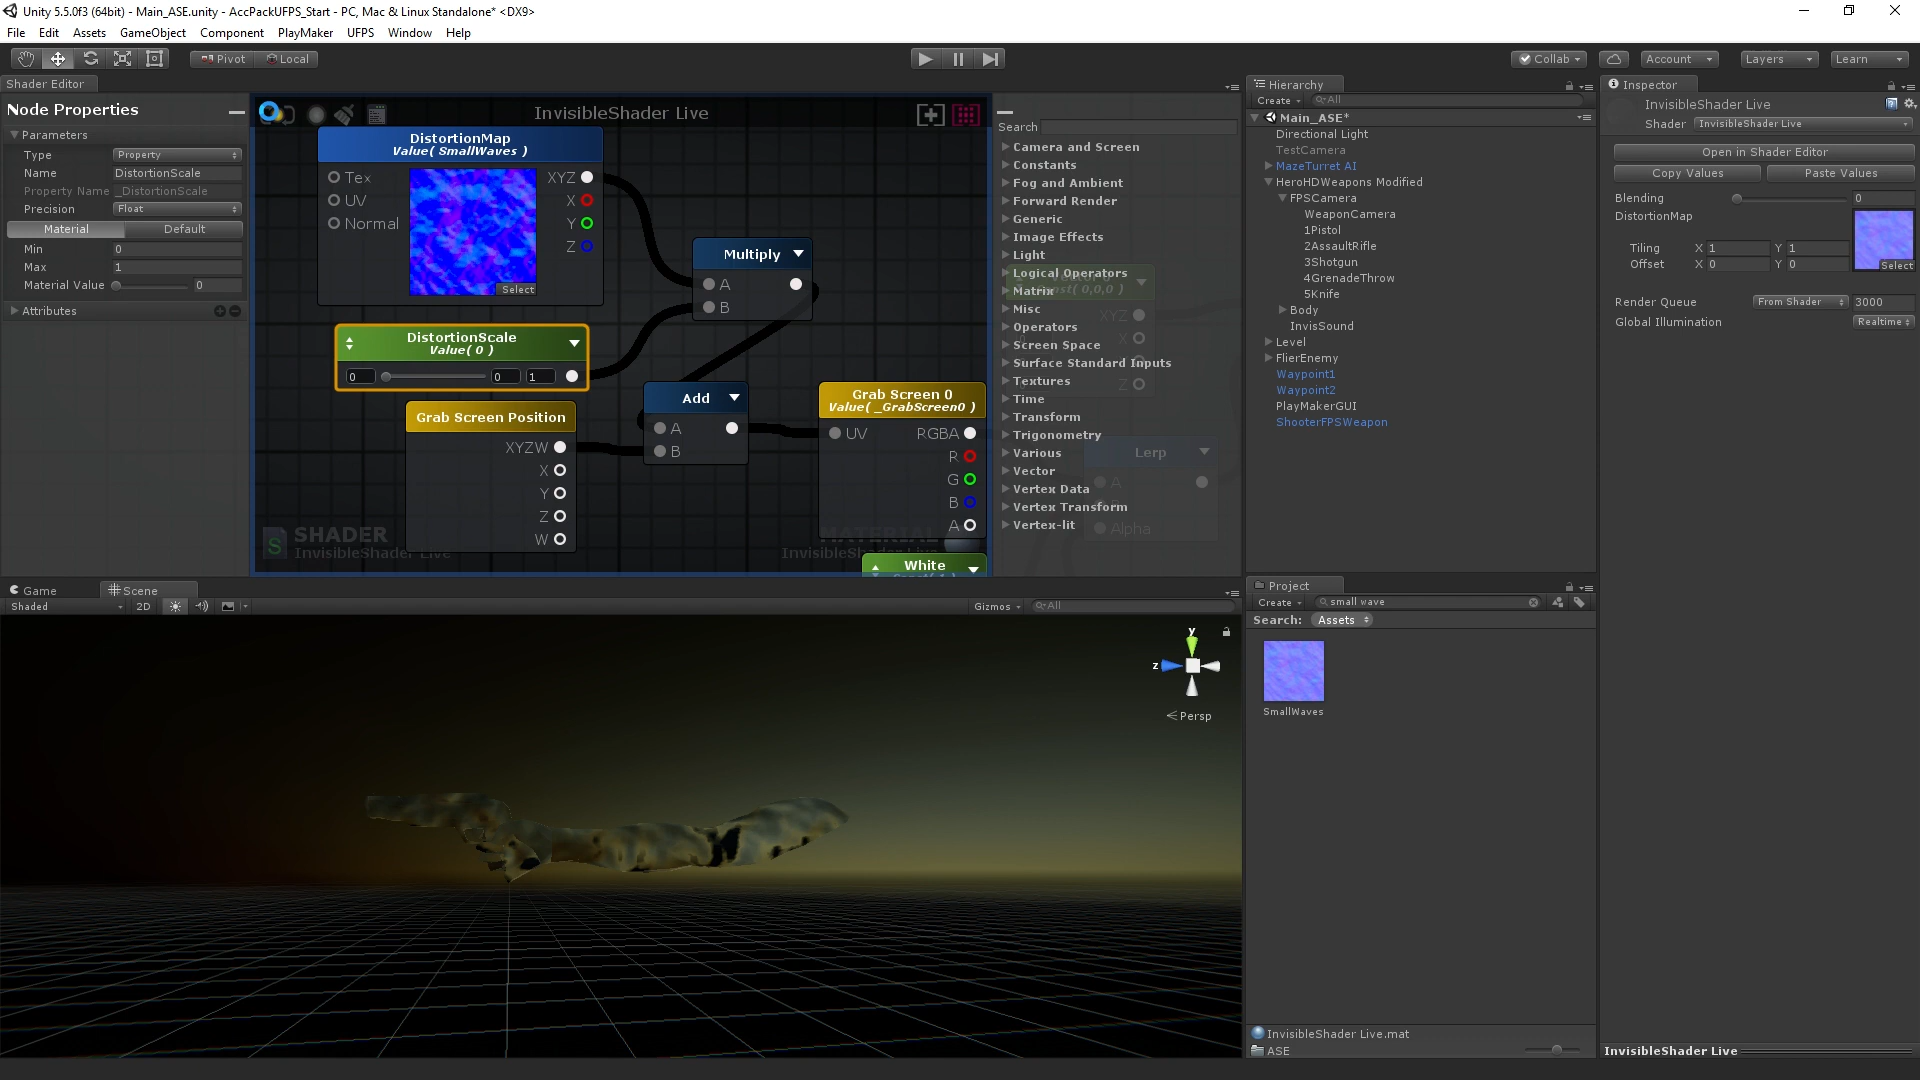 Unity 5.5.0f3 (64bit) - Main_ASE.unity - AccPackUFPS_Start - PC, Mac & Linux Standalone* <DX9>
File Edit Assets GameObject Component PlayMaker UFPS Window Help
Pivot Local Collab Account Layers Learn
Shader Editor
Node Properties
Parameters
Type Property
Name DistortionScale
Property Name _DistortionScale
Precision Float
Material Default
Min 0
Max 1
Material Value 0
Attributes
InvisibleShader Live
DistortionMap
Value( SmallWaves )
Tex XYZ
UV X
Normal Y
Z
Select
Multiply
A
B
DistortionScale
Value( 0 )
0 0 1
Grab Screen Position
XYZW
X
Y
Z
W
Add
A
B
Grab Screen 0
Value( _GrabScreen0 )
UV RGBA
R
G
B
A
White
SHADER
InvisibleShader Live
MATERIAL
InvisibleShader Live
Search
Camera and Screen
Constants
Fog and Ambient
Forward Render
Generic
Image Effects
Light
Logical Operators
Matrix
Misc
Operators
Screen Space
Surface Standard Inputs
Textures
Time
Transform
Trigonometry
Various
Vector
Vertex Data
Vertex Transform
Vertex-lit
XYZ
X
Z
Lerp
A
Alpha
Hierarchy
Create All
Main_ASE*
Directional Light
TestCamera
MazeTurret AI
HeroHDWeapons Modified
FPSCamera
WeaponCamera
1Pistol
2AssaultRifle
3Shotgun
4GrenadeThrow
5Knife
Body
InvisSound
Level
FlierEnemy
Waypoint1
Waypoint2
PlayMakerGUI
ShooterFPSWeapon
Inspector
InvisibleShader Live
Shader InvisibleShader Live
Open in Shader Editor
Copy Values Paste Values
Blending 0
DistortionMap
Tiling X 1 Y 1
Offset X 0 Y 0
Select
Render Queue From Shader 3000
Global Illumination Realtime
Game Scene
Shaded 2D Gizmos All
y
z
Persp
Project
Create small wave
Search: Assets
SmallWaves
InvisibleShader Live.mat
ASE
InvisibleShader Live